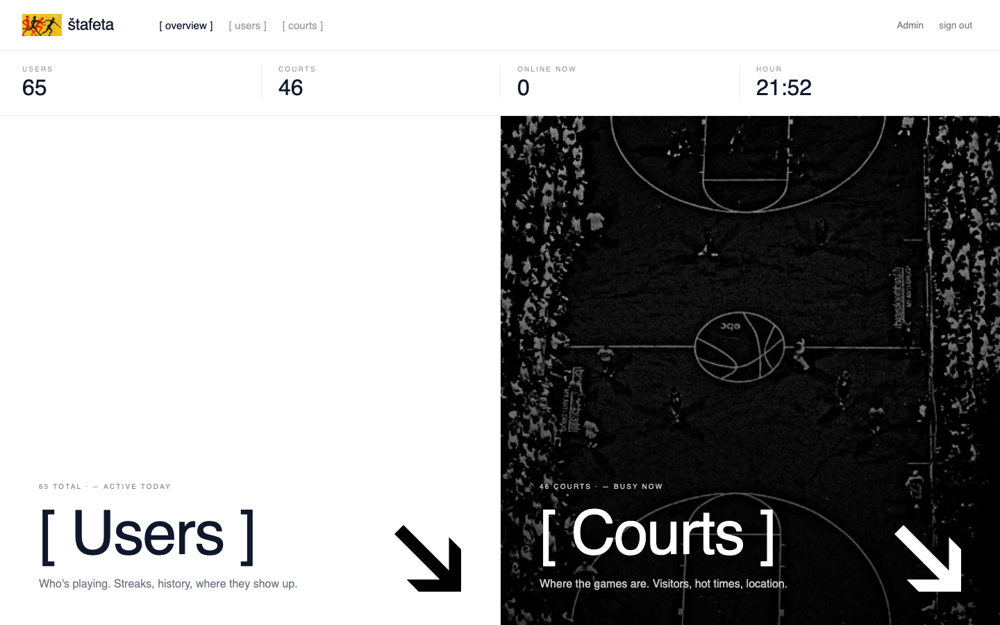 štafeta
[ overview ]
[ users ]
[ courts ]
Admin
sign out
USERS
65
COURTS
46
ONLINE NOW
0
HOUR
21:52
65 TOTAL · — ACTIVE TODAY
[ Users ]
Who's playing. Streaks, history, where they show up.
46 COURTS · — BUSY NOW
[ Courts ]
Where the games are. Visitors, hot times, location.